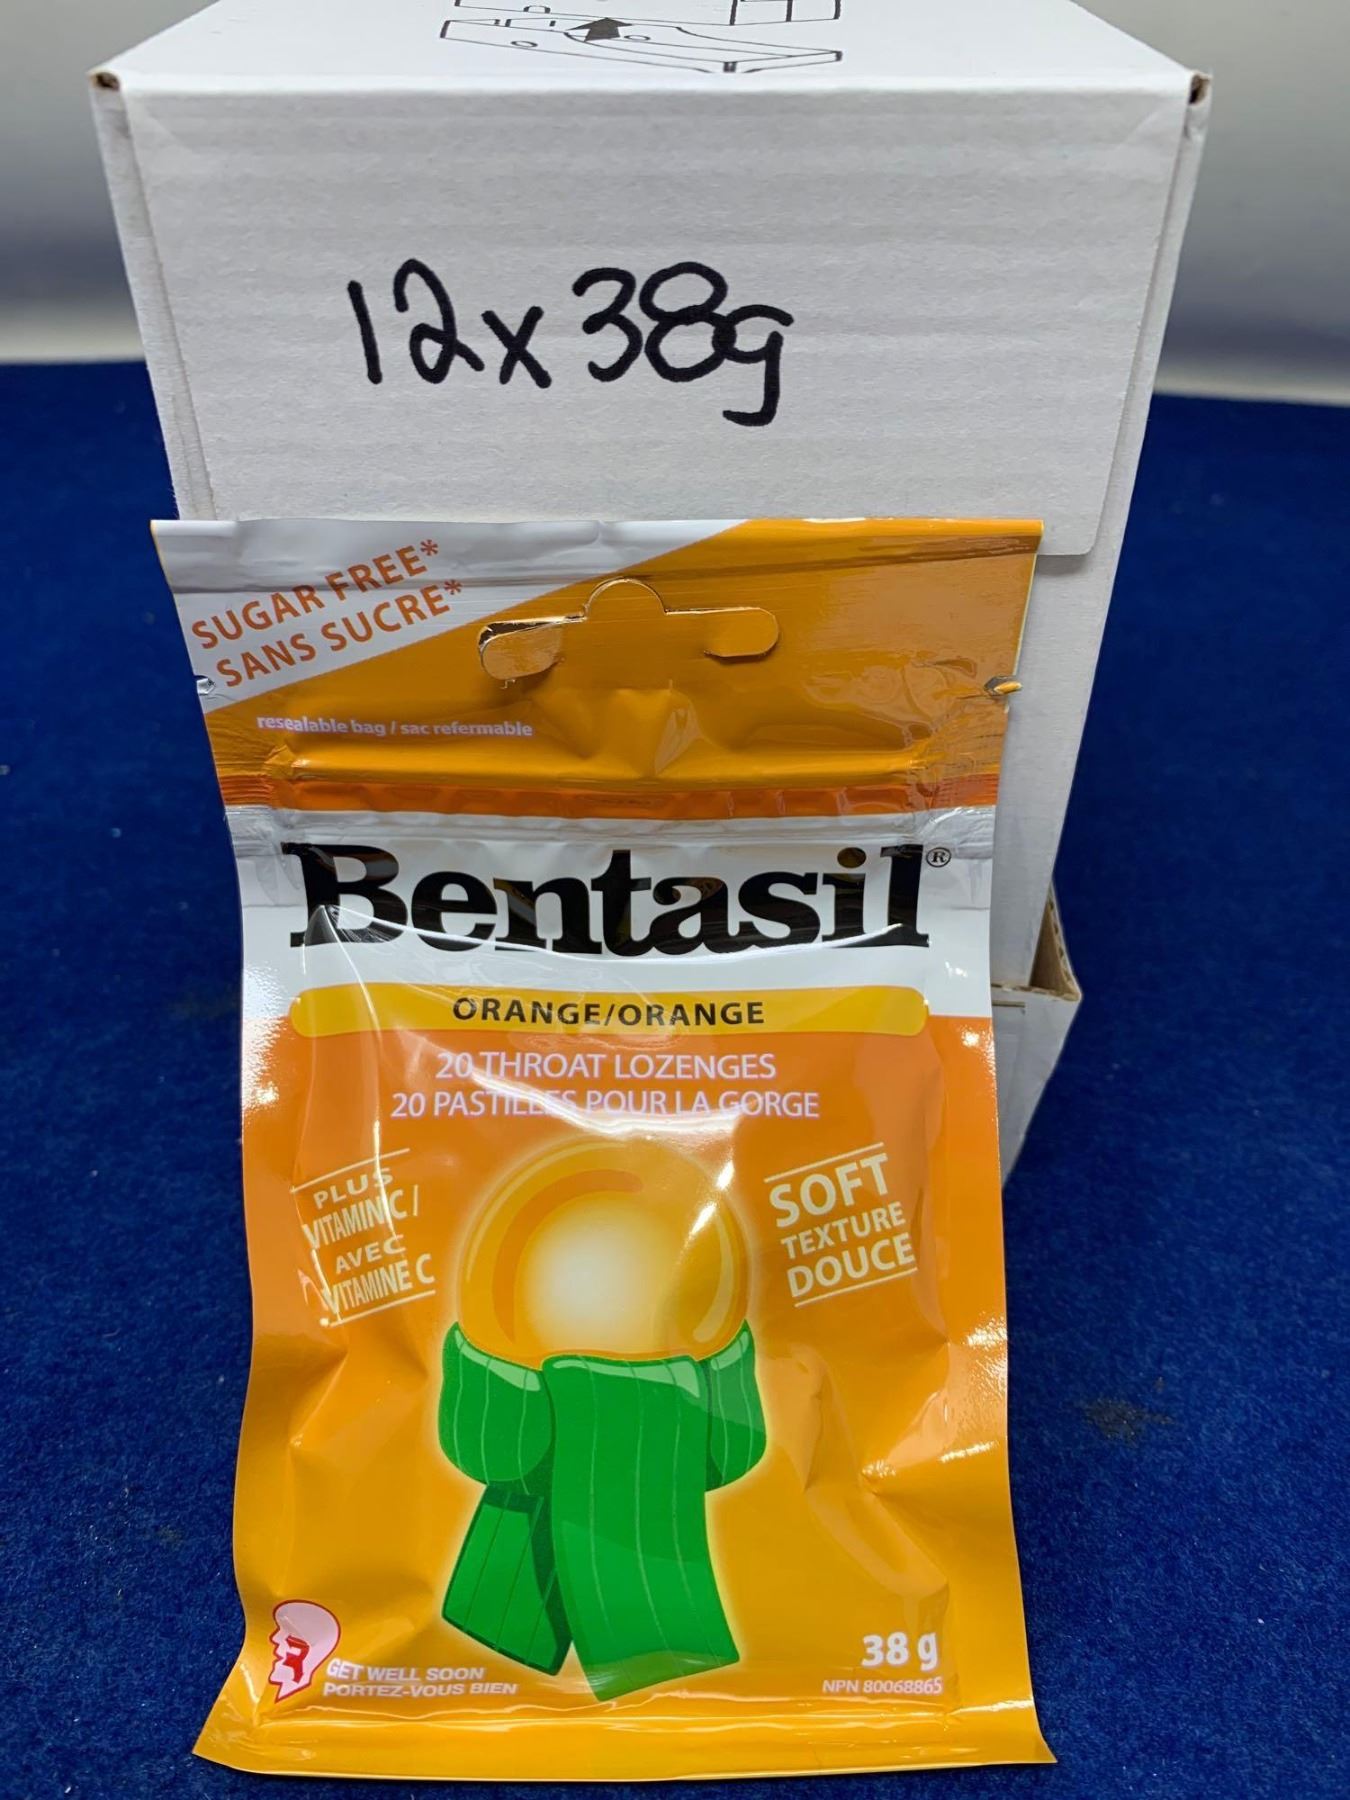 12x38g
SUGAR FREE*
SANS SUCRE*
resealable bag / sac refermable
Bentasil®
ORANGE/ORANGE
20 THROAT LOZENGES
20 PASTILLES POUR LA GORGE
PLUS
VITAMIN C /
AVEC
VITAMINE C
SOFT
TEXTURE
DOUCE
38 g
NPN 80068865
GET WELL SOON
PORTEZ-VOUS BIEN